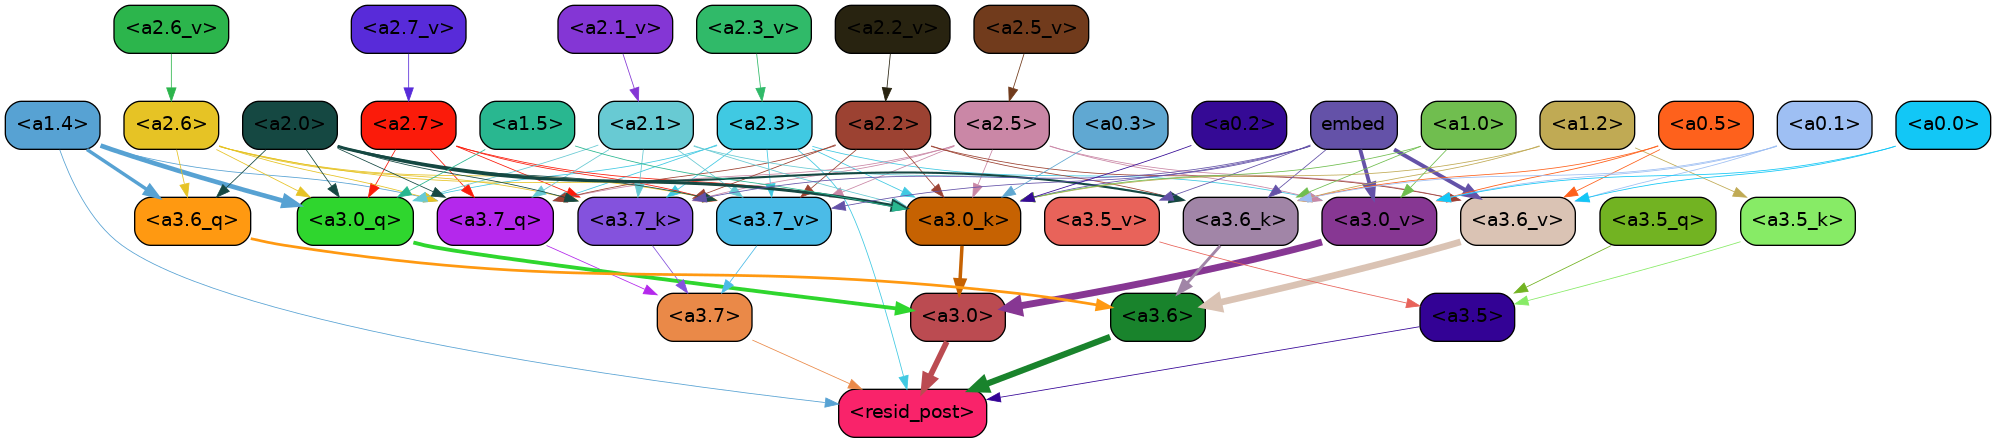 <a2.6_v> <a2.7_v> <a2.1_v> <a2.3_v> <a2.2_v> <a2.5_v>
<a1.4> <a2.6> <a2.0> <a2.7> <a1.5> <a2.1> <a2.3> <a2.2> <a2.5> <a0.3> <a0.2> embed <a1.0> <a1.2> <a0.5> <a0.1> <a0.0>
<a3.6_q> <a3.0_q> <a3.7_q> <a3.7_k> <a3.7_v> <a3.0_k> <a3.5_v> <a3.6_k> <a3.0_v> <a3.6_v> <a3.5_q> <a3.5_k>
<a3.7> <a3.0> <a3.6> <a3.5>
<resid_post>